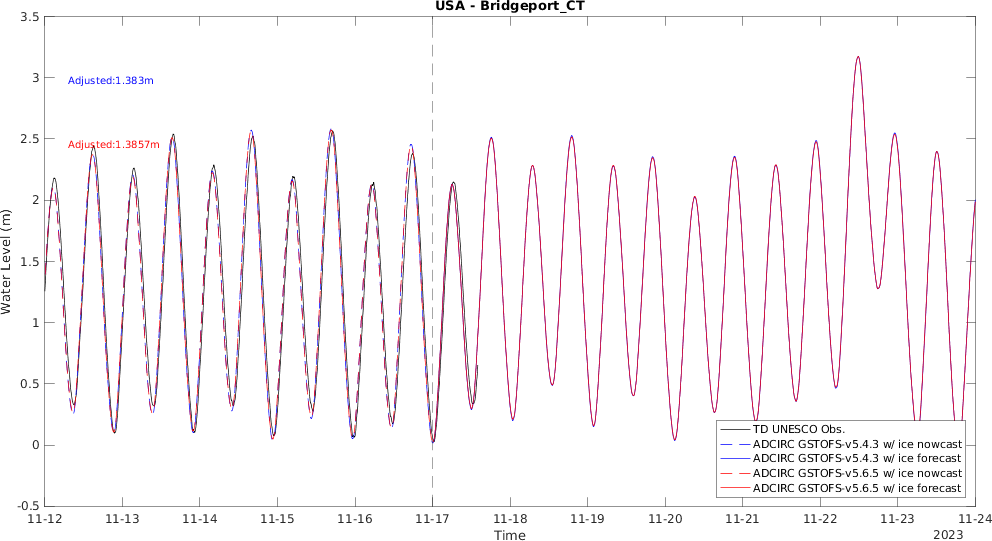 USA - Bridgeport_CT
3.5
3
2.5
2
1.5
1
0.5
0
-0.5
Water Level (m)
Adjusted:1.383m
Adjusted:1.3857m
TD UNESCO Obs.
ADCIRC GSTOFS-v5.4.3 w/ ice nowcast
ADCIRC GSTOFS-v5.4.3 w/ ice forecast
ADCIRC GSTOFS-v5.6.5 w/ ice nowcast
ADCIRC GSTOFS-v5.6.5 w/ ice forecast
11-12 11-13 11-14 11-15 11-16 11-17 11-18 11-19 11-20 11-21 11-22 11-23 11-24
Time
2023